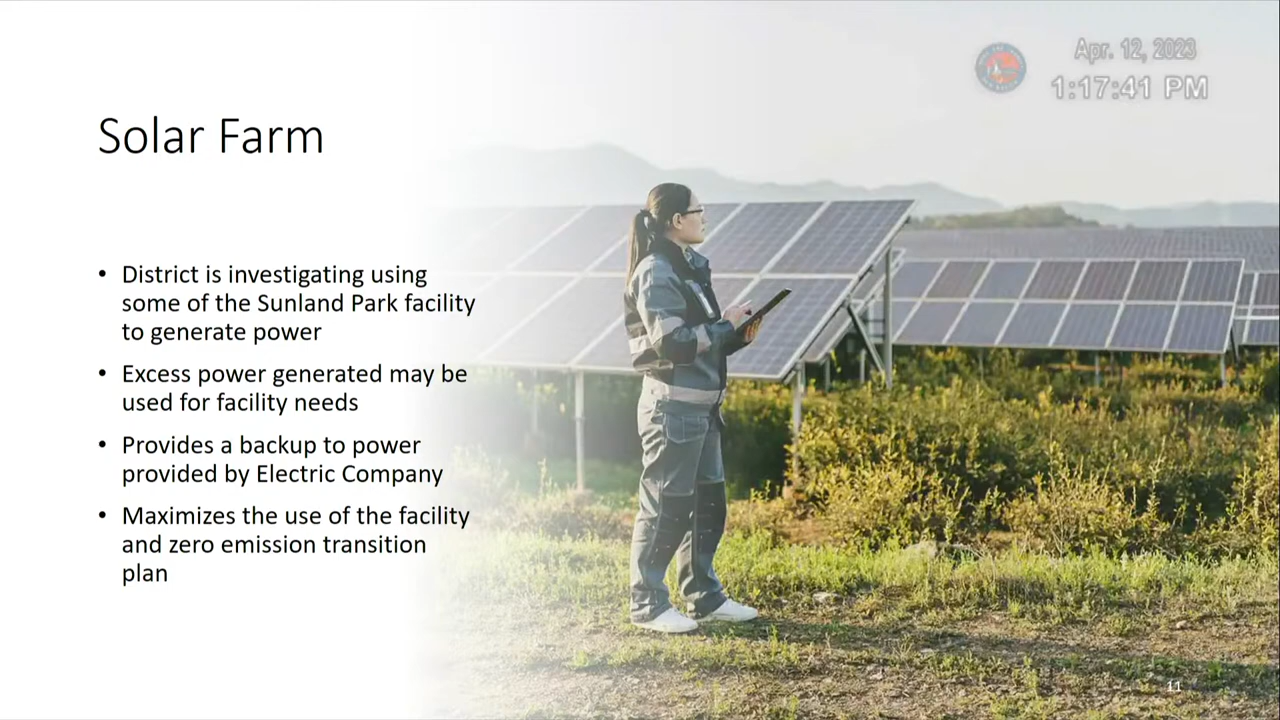 Apr. 12, 2023
1:17:41 PM
Solar Farm
• District is investigating using
some of the Sunland Park facility
to generate power
• Excess power generated may be
used for facility needs
• Provides a backup to power
provided by Electric Company
• Maximizes the use of the facility
and zero emission transition
plan
11